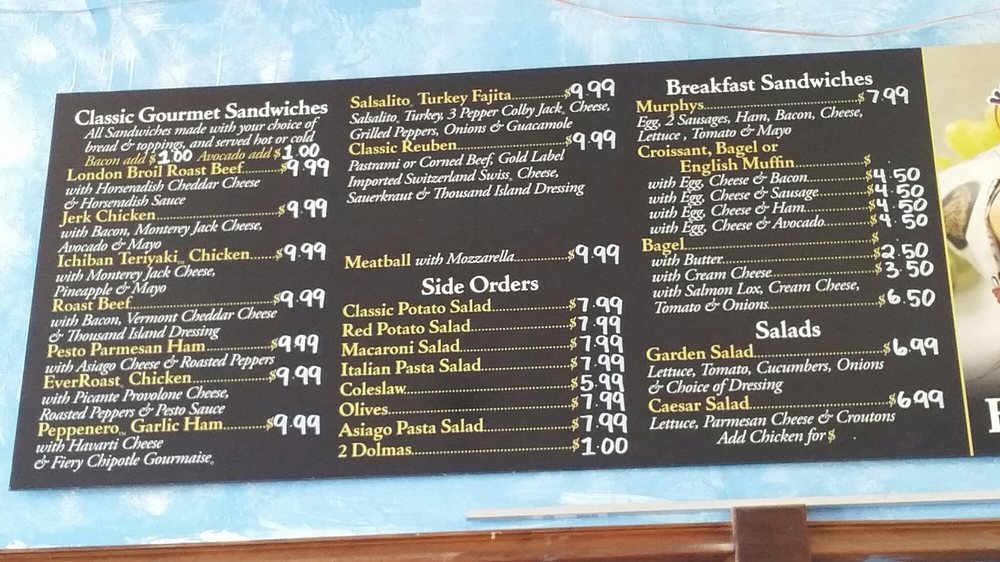 Classic Gourmet Sandwiches
All Sandwiches made with your choice of
bread & toppings, and served hot or cold
Bacon add $1.00 Avocado add $1.00
London Broil Roast Beef.....$9.99
with Horseradish Cheddar Cheese
& Horseradish Sauce
Jerk Chicken.....$9.99
with Bacon, Monterey Jack Cheese,
Avocado & Mayo
Ichiban Teriyaki™ Chicken.....$9.99
with Monterey Jack Cheese,
Pineapple & Mayo
Roast Beef.....$9.99
with Bacon, Vermont Cheddar Cheese
& Thousand Island Dressing
Pesto Parmesan Ham.....$9.99
with Asiago Cheese & Roasted Peppers
EverRoast® Chicken.....$9.99
with Picante Provolone Cheese,
Roasted Peppers & Pesto Sauce
Peppenero™ Garlic Ham.....$9.99
with Havarti Cheese
& Fiery Chipotle Gourmaise®
Salsalito® Turkey Fajita.....$9.99
Salsalito® Turkey, 3 Pepper Colby Jack® Cheese,
Grilled Peppers, Onions & Guacamole
Classic Reuben.....$9.99
Pastrami or Corned Beef, Gold Label
Imported Switzerland Swiss® Cheese,
Sauerkraut & Thousand Island Dressing
Meatball with Mozzarella.....$9.99
Side Orders
Classic Potato Salad.....$7.99
Red Potato Salad.....$7.99
Macaroni Salad.....$7.99
Italian Pasta Salad.....$7.99
Coleslaw.....$5.99
Olives.....$7.99
Asiago Pasta Salad.....$7.99
2 Dolmas.....$1.00
Breakfast Sandwiches
Murphys.....$7.99
Egg, 2 Sausages, Ham, Bacon, Cheese,
Lettuce, Tomato & Mayo
Croissant, Bagel or
English Muffin.....$
with Egg, Cheese & Bacon.....$4.50
with Egg, Cheese & Sausage.....$4.50
with Egg, Cheese & Ham.....$4.50
with Egg, Cheese & Avocado.....$4.50
Bagel.....$
with Butter.....$2.50
with Cream Cheese.....$3.50
with Salmon Lox, Cream Cheese,
Tomato & Onions.....$6.50
Salads
Garden Salad.....$6.99
Lettuce, Tomato, Cucumbers, Onions
& Choice of Dressing
Caesar Salad.....$6.99
Lettuce, Parmesan Cheese & Croutons
Add Chicken for $